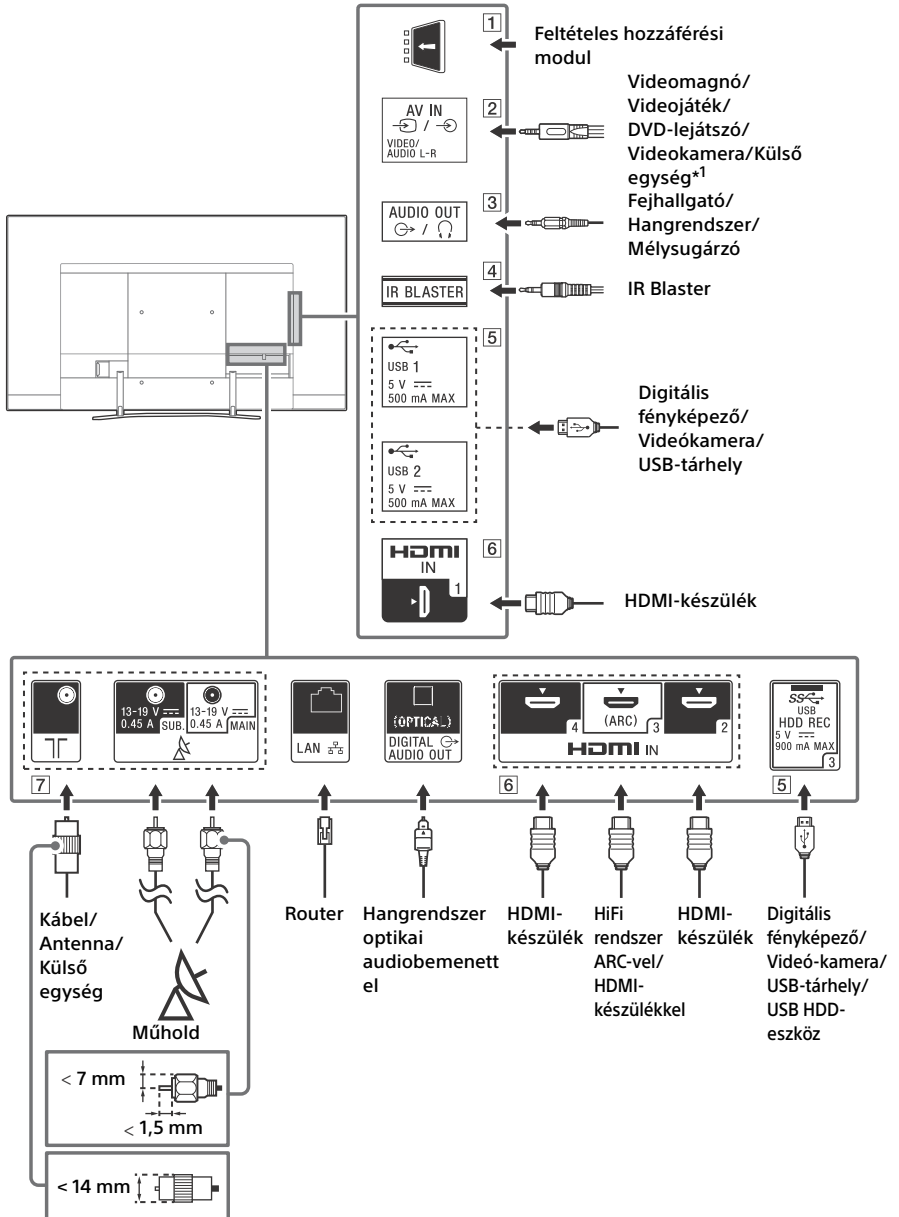 1
Feltételes hozzáférési
modul
AV IN
/
VIDEO/
AUDIO L-R
2
Videomagnó/
Videojáték/
DVD-lejátszó/
Videokamera/Külső
egység*1
AUDIO OUT
/
3
Fejhallgató/
Hangrendszer/
Mélysugárzó
4
IR BLASTER
IR Blaster
5
USB 1
5 V
500 mA MAX
USB 2
5 V
500 mA MAX
Digitális
fényképező/
Videókamera/
USB-tárhely
6
HDMI
IN
1
HDMI-készülék
13-19 V
0.45 A
SUB.
13-19 V
0.45 A
MAIN
LAN
(OPTICAL)
DIGITAL
AUDIO OUT
4
(ARC)
3
2
HDMI IN
SS
USB
HDD REC
5 V
900 mA MAX
3
7
6
5
Kábel/
Antenna/
Külső
egység
Műhold
Router
Hangrendszer
optikai
audiobemenett
el
HDMI-
készülék
HiFi
rendszer
ARC-vel/
HDMI-
készülékkel
HDMI-
készülék
Digitális
fényképező/
Videó-kamera/
USB-tárhely/
USB HDD-
eszköz
< 7 mm
< 1,5 mm
< 14 mm